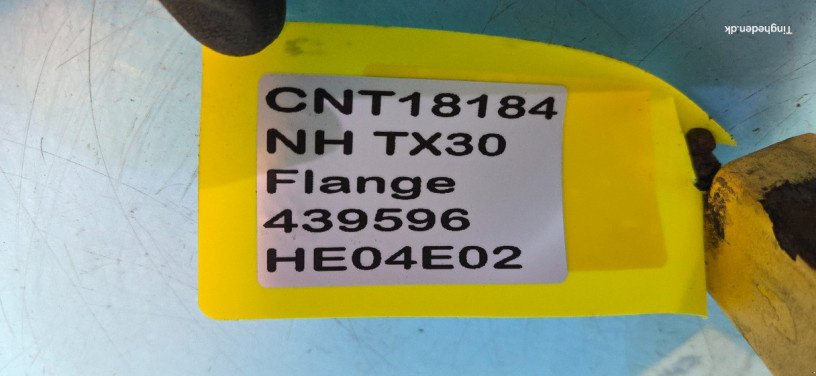 Tingheden.dk
CNT18184
NH TX30
Flange
439596
HE04E02